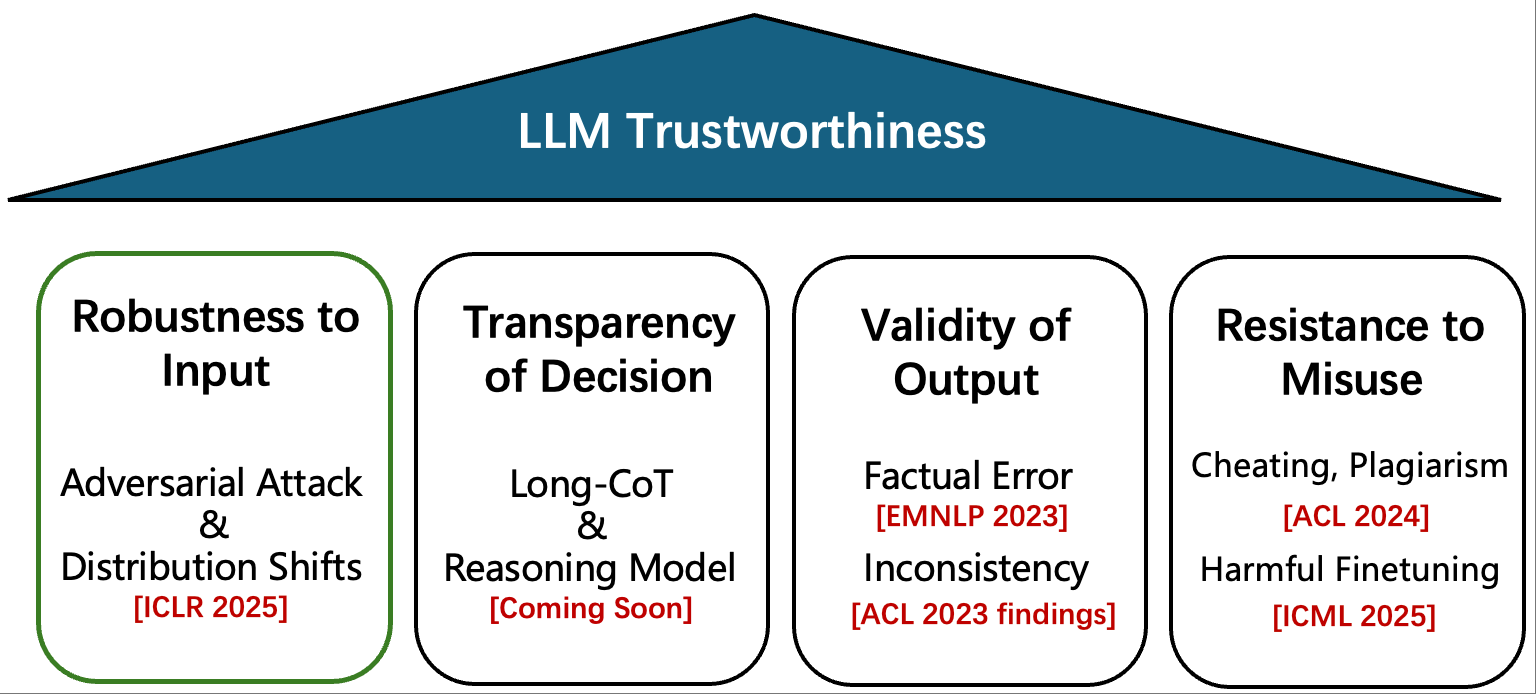 LLM Trustworthiness
Robustness to
Input
Adversarial Attack
&
Distribution Shifts
[ICLR 2025]
Transparency
of Decision
Long-CoT
&
Reasoning Model
[Coming Soon]
Validity of
Output
Factual Error
[EMNLP 2023]
Inconsistency
[ACL 2023 findings]
Resistance to
Misuse
Cheating, Plagiarism
[ACL 2024]
Harmful Finetuning
[ICML 2025]